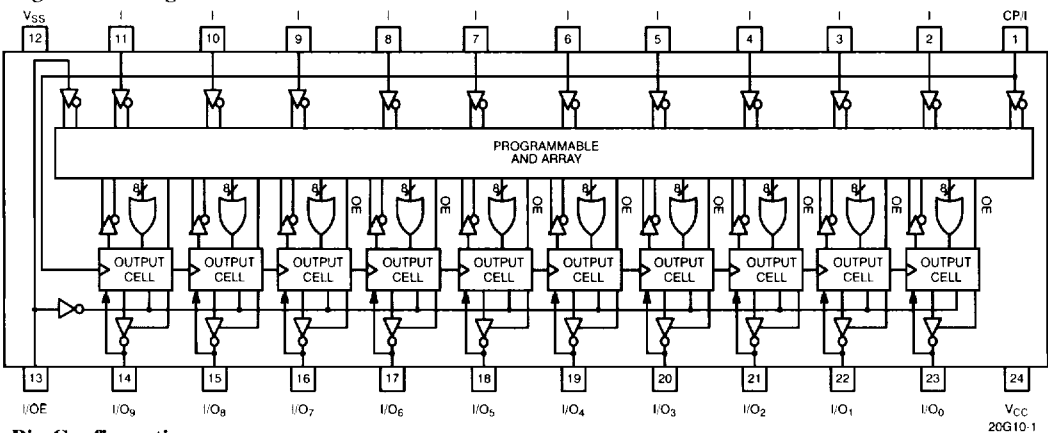 V_SS I I I I I I I I I I CP/I
12 11 10 9 8 7 6 5 4 3 2 1
PROGRAMMABLE
AND ARRAY
8 8 8 8 8 8 8 8 8 8
OE OE OE OE OE OE OE OE
OUTPUT CELL OUTPUT CELL OUTPUT CELL OUTPUT CELL OUTPUT CELL OUTPUT CELL OUTPUT CELL OUTPUT CELL OUTPUT CELL OUTPUT CELL
13 14 15 16 17 18 19 20 21 22 23 24
I/OE I/O9 I/O8 I/O7 I/O6 I/O5 I/O4 I/O3 I/O2 I/O1 I/O0 VCC
20G10-1